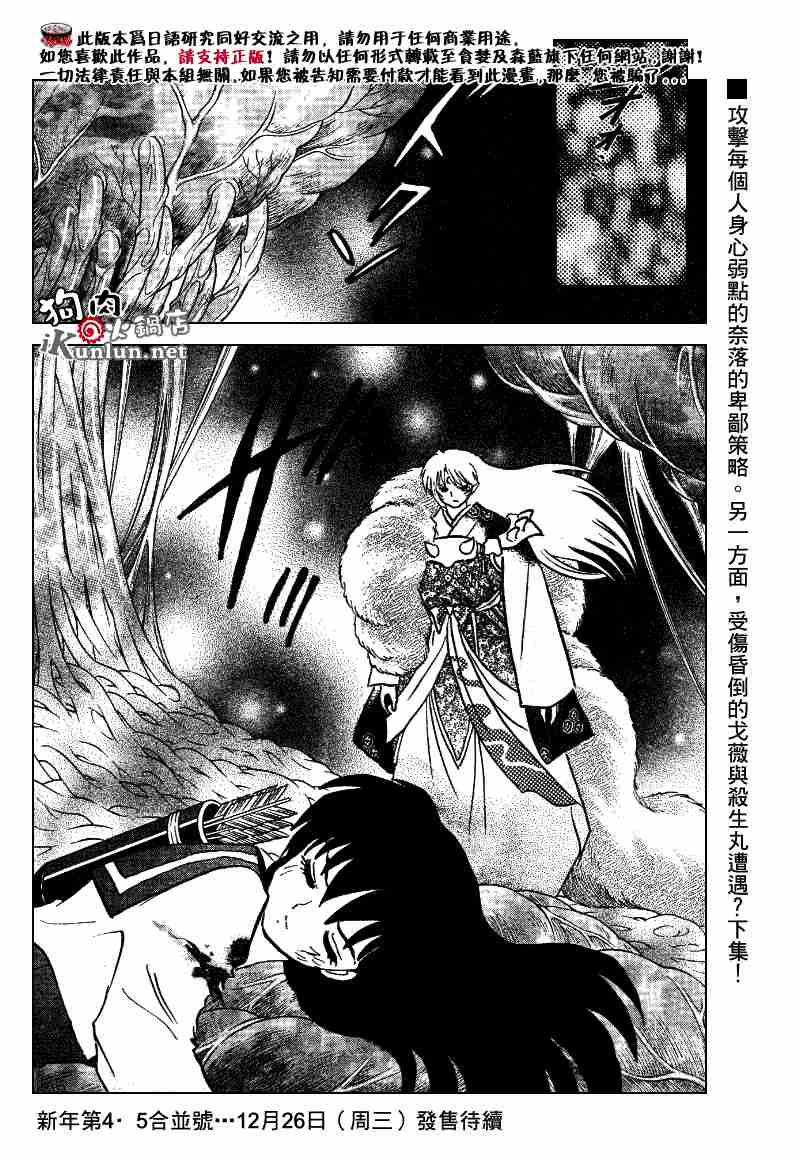 此版本爲日語研究同好交流之用，請勿用于任何商業用途，
如您喜歡此作品，請支持正版！請勿以任何形式轉載至貪婪及森藍旗下任何網站，謝謝！
一切法律責任與本組無關.如果您被告知需要付款才能看到此漫畫,,那麼…您被騙了...
■攻擊每個人身心弱點的奈落的卑鄙策略。另一方面，受傷昏倒的戈薇與殺生丸遭遇？下集！
狗肉
火鍋店
iKunlun.net
新年第4·5合並號…12月26日（周三）發售待續